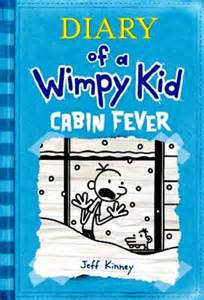 DIARY
of a
Wimpy Kid
CABIN FEVER
Jeff Kinney